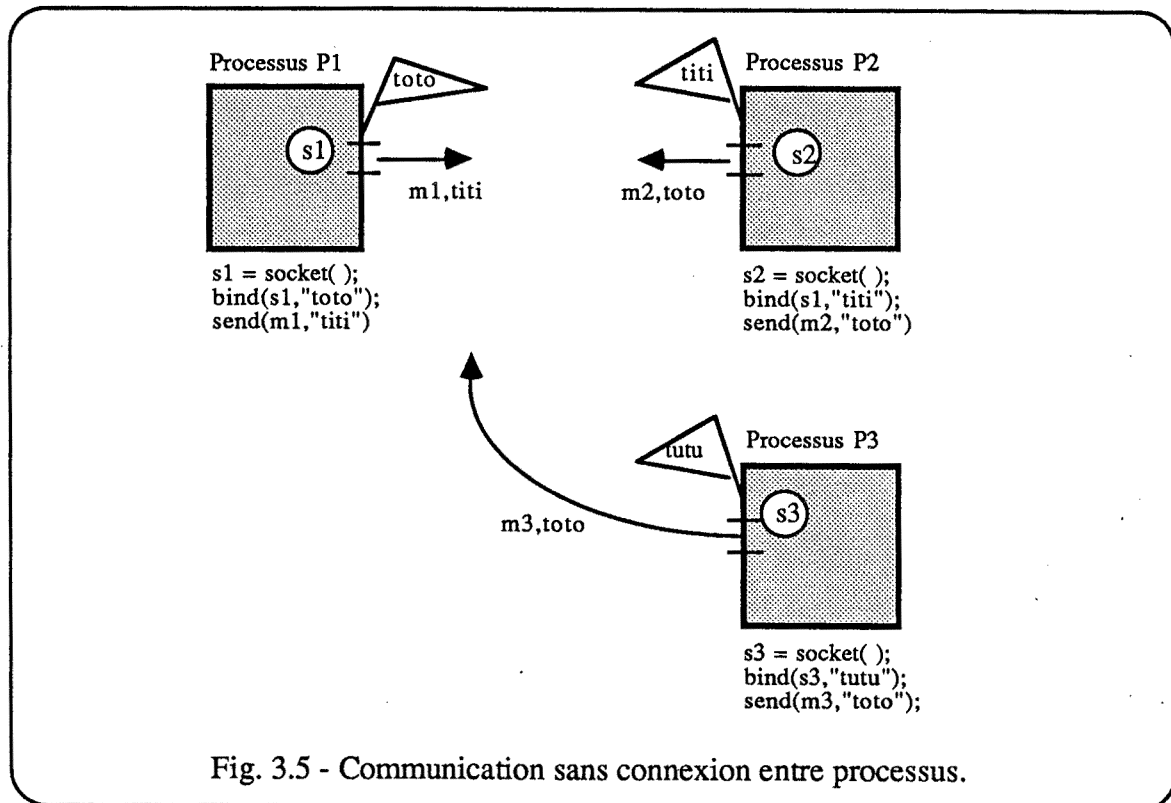 Processus P1
toto
s1
m1,titi
s1 = socket( );
bind(s1,"toto");
send(m1,"titi")
titi
Processus P2
s2
m2,toto
s2 = socket( );
bind(s1,"titi");
send(m2,"toto")
tutu
Processus P3
s3
m3,toto
s3 = socket( );
bind(s3,"tutu");
send(m3,"toto");
Fig. 3.5 - Communication sans connexion entre processus.